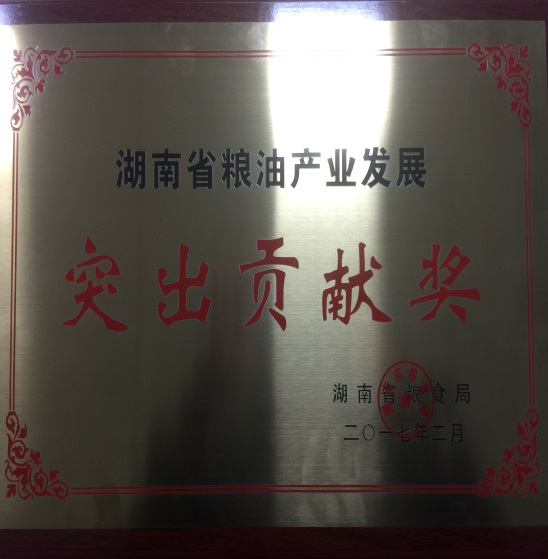 湖南省粮油产业发展
突出贡献奖
湖南省粮食局
二〇一七年二月